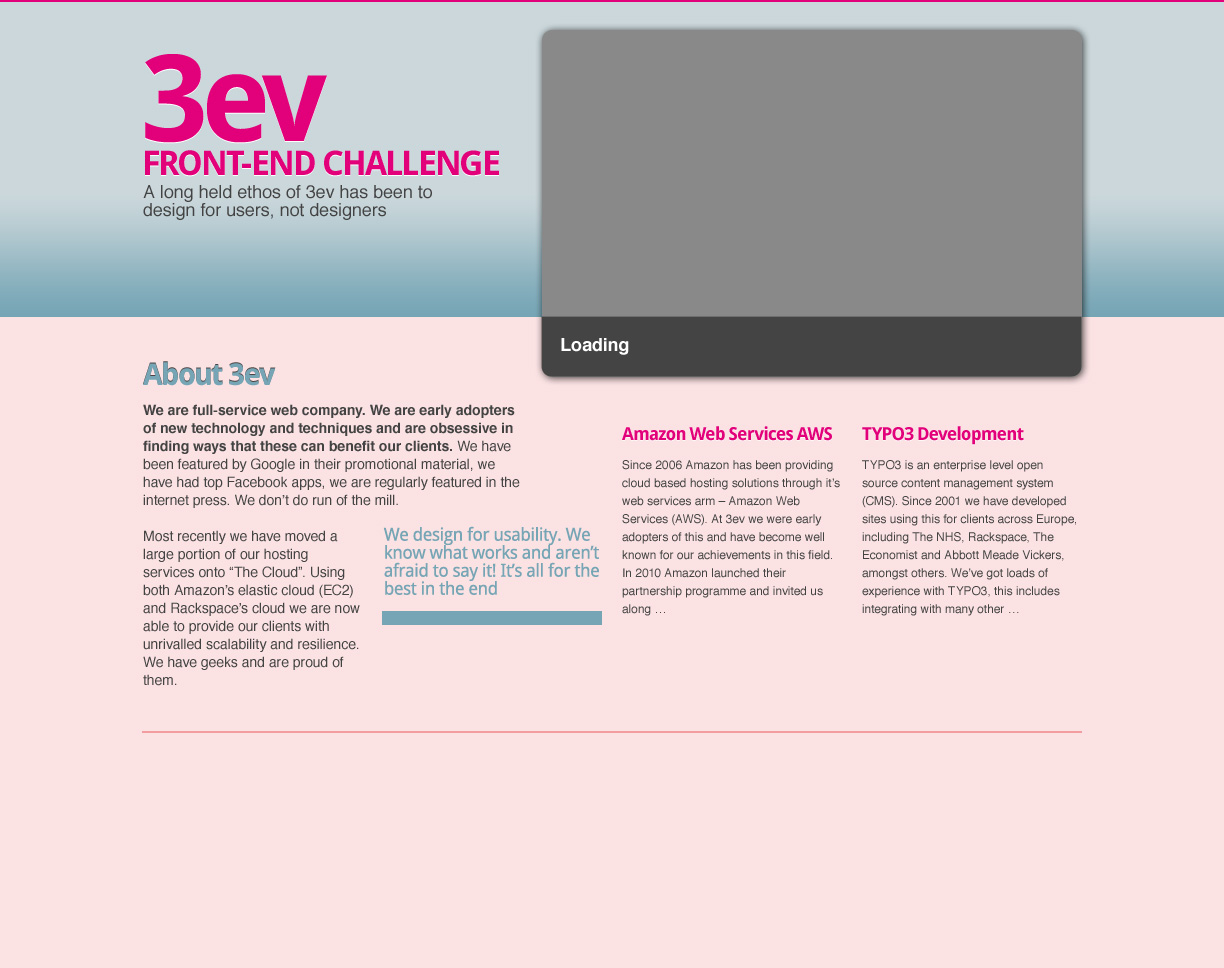 3ev
FRONT-END CHALLENGE
A long held ethos of 3ev has been to
design for users, not designers
Loading
About 3ev
We are full-service web company. We are early adopters
of new technology and techniques and are obsessive in
finding ways that these can benefit our clients. We have
been featured by Google in their promotional material, we
have had top Facebook apps, we are regularly featured in the
internet press. We don’t do run of the mill.
Most recently we have moved a
large portion of our hosting
services onto “The Cloud”. Using
both Amazon’s elastic cloud (EC2)
and Rackspace’s cloud we are now
able to provide our clients with
unrivalled scalability and resilience.
We have geeks and are proud of
them.
We design for usability. We
know what works and aren’t
afraid to say it! It’s all for the
best in the end
Amazon Web Services AWS
Since 2006 Amazon has been providing
cloud based hosting solutions through it’s
web services arm – Amazon Web
Services (AWS). At 3ev we were early
adopters of this and have become well
known for our achievements in this field.
In 2010 Amazon launched their
partnership programme and invited us
along …
TYPO3 Development
TYPO3 is an enterprise level open
source content management system
(CMS). Since 2001 we have developed
sites using this for clients across Europe,
including The NHS, Rackspace, The
Economist and Abbott Meade Vickers,
amongst others. We’ve got loads of
experience with TYPO3, this includes
integrating with many other …